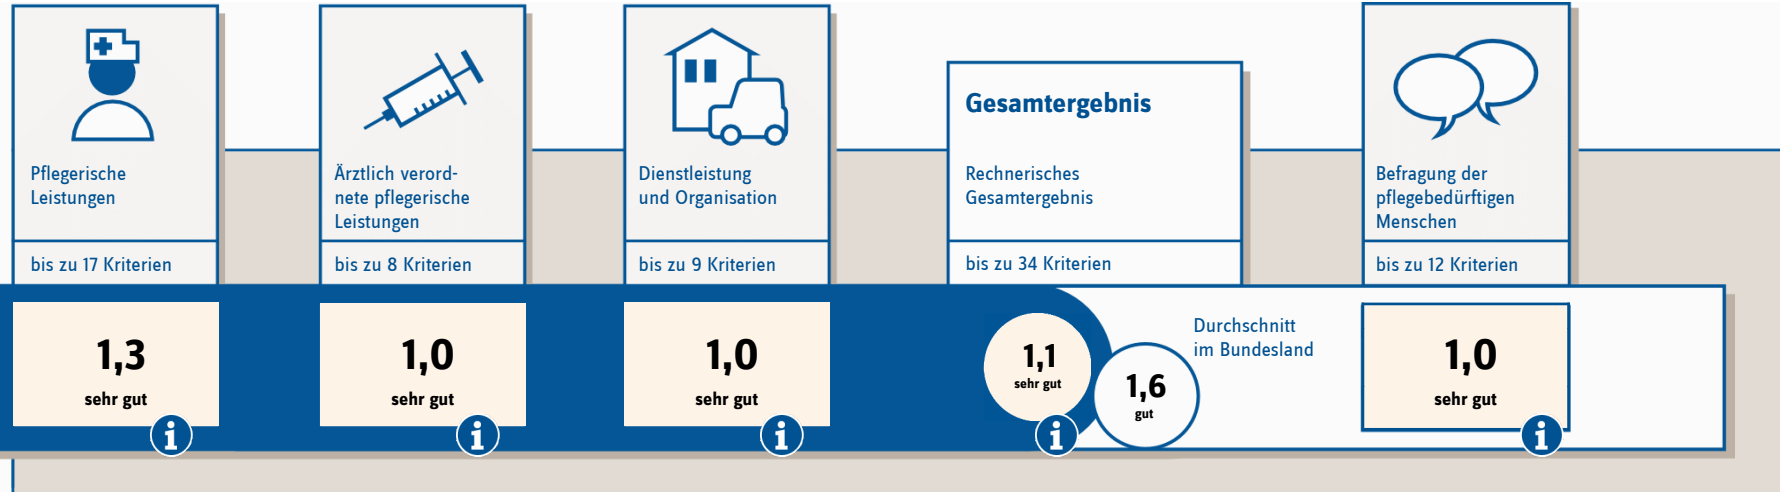 Pflegerische
Leistungen
bis zu 17 Kriterien
1,3
sehr gut
i
Ärztlich verord-
nete pflegerische
Leistungen
bis zu 8 Kriterien
1,0
sehr gut
i
Dienstleistung
und Organisation
bis zu 9 Kriterien
1,0
sehr gut
i
Gesamtergebnis
Rechnerisches
Gesamtergebnis
bis zu 34 Kriterien
1,1
sehr gut
i
1,6
gut
Durchschnitt
im Bundesland
Befragung der
pflegebedürftigen
Menschen
bis zu 12 Kriterien
1,0
sehr gut
i